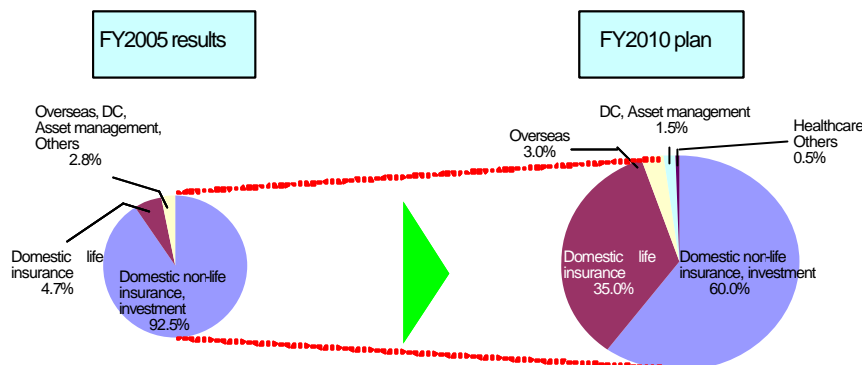 FY2005 results
FY2010 plan
Overseas, DC,
Asset management,
Others
2.8%
Domestic life
insurance
4.7%
Domestic non-life
insurance,
investment
92.5%
DC, Asset management
1.5%
Overseas
3.0%
Healthcare
Others
0.5%
Domestic life
insurance
35.0%
Domestic non-life
insurance, investment
60.0%